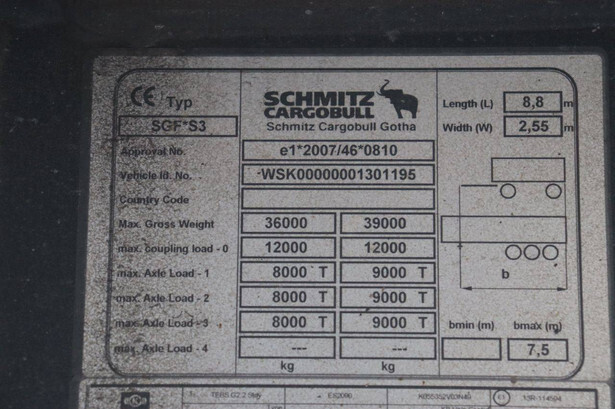 CE Typ
SGF*S3
SCHMITZ
CARGOBULL
Schmitz Cargobull Gotha
Length (L) 8,8 m
Width (W) 2,55 m
Approval No. e1*2007/46*0810
Vehicle Id. No. WSK00000001301195
Country Code
Max. Gross Weight 36000 39000
max. coupling load - 0 12000 12000
max. Axle Load - 1 8000 T 9000 T
max. Axle Load - 2 8000 T 9000 T
max. Axle Load - 3 8000 T 9000 T
max. Axle Load - 4 --- ---
kg kg
b
bmin (m) bmax (m)
7,5